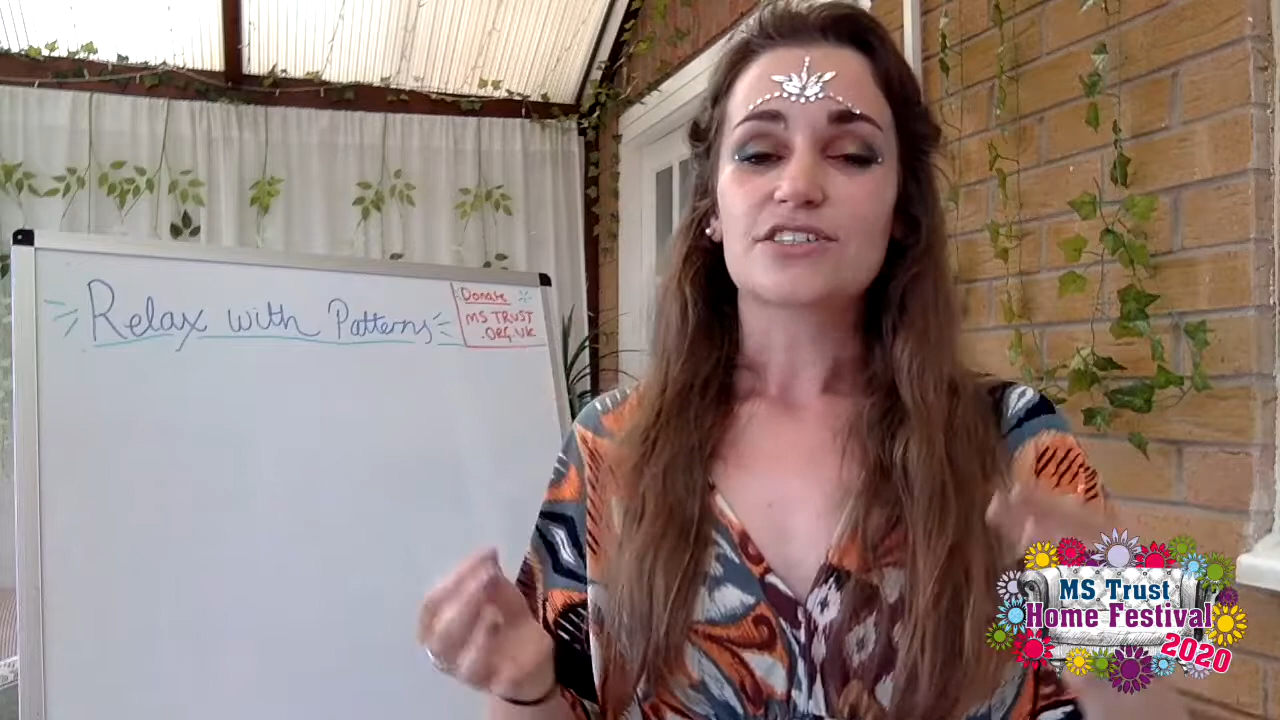 Relax with Patterns
Donate
MS TRUST
.ORG.UK
MS Trust
Home Festival
2020